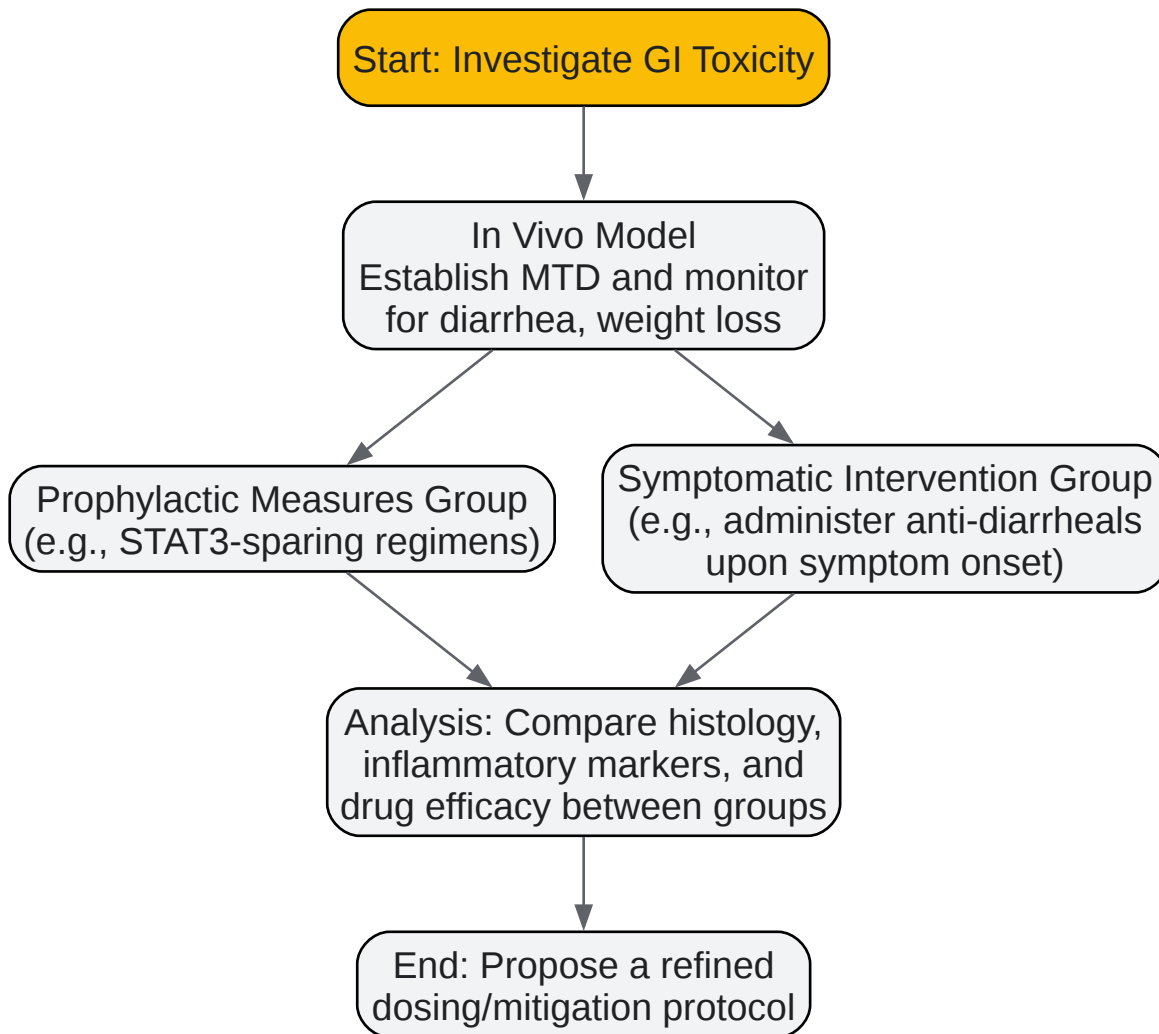 Start: Investigate GI Toxicity
In Vivo Model
Establish MTD and monitor
for diarrhea, weight loss
Prophylactic Measures Group
(e.g., STAT3-sparing regimens)
Symptomatic Intervention Group
(e.g., administer anti-diarrheals
upon symptom onset)
Analysis: Compare histology,
inflammatory markers, and
drug efficacy between groups
End: Propose a refined
dosing/mitigation protocol